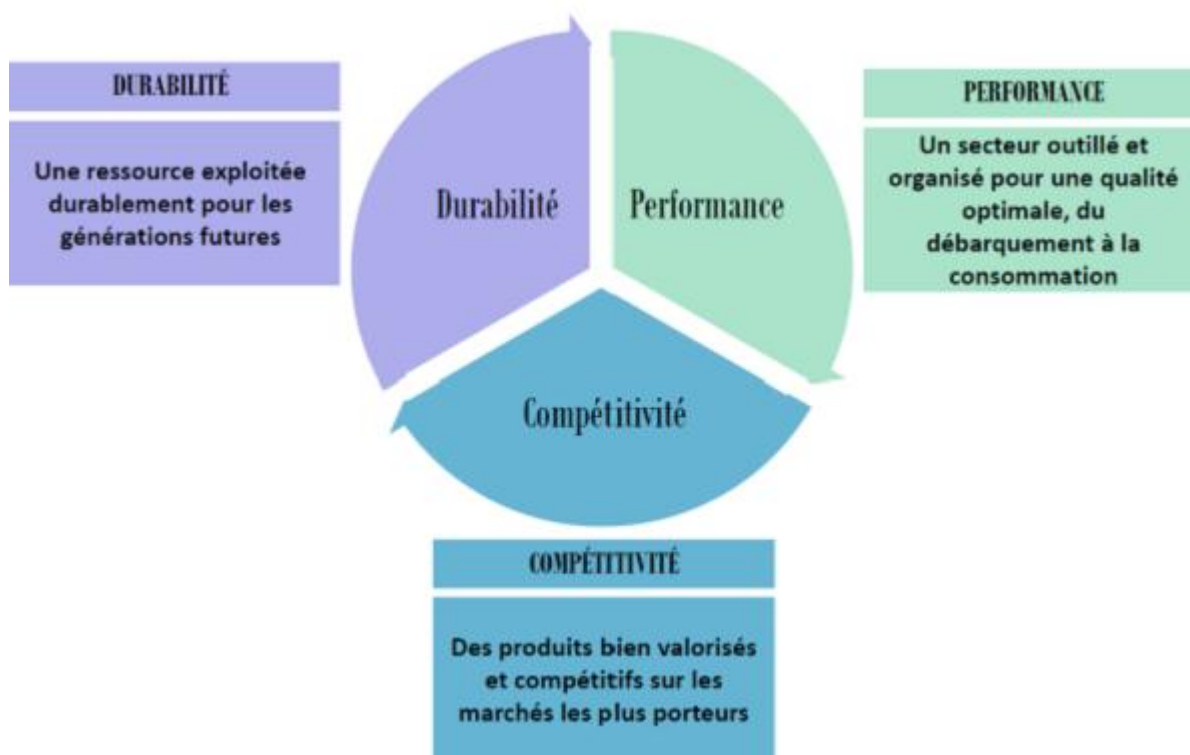 DURABILITÉ
Une ressource exploitée
durablement pour les
générations futures
Durabilité
Performance
PERFORMANCE
Un secteur outillé et
organisé pour une qualité
optimale, du
débarquement à la
consommation
Compétitivité
COMPÉTITIVITÉ
Des produits bien valorisés
et compétitifs sur les
marchés les plus porteurs